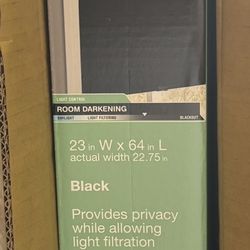 LIGHT CONTROL
ROOM DARKENING
DAYLIGHT LIGHT FILTERING BLACKOUT
23 in W x 64 in L
actual width 22.75 in
Black
Provides privacy
while allowing
light filtration